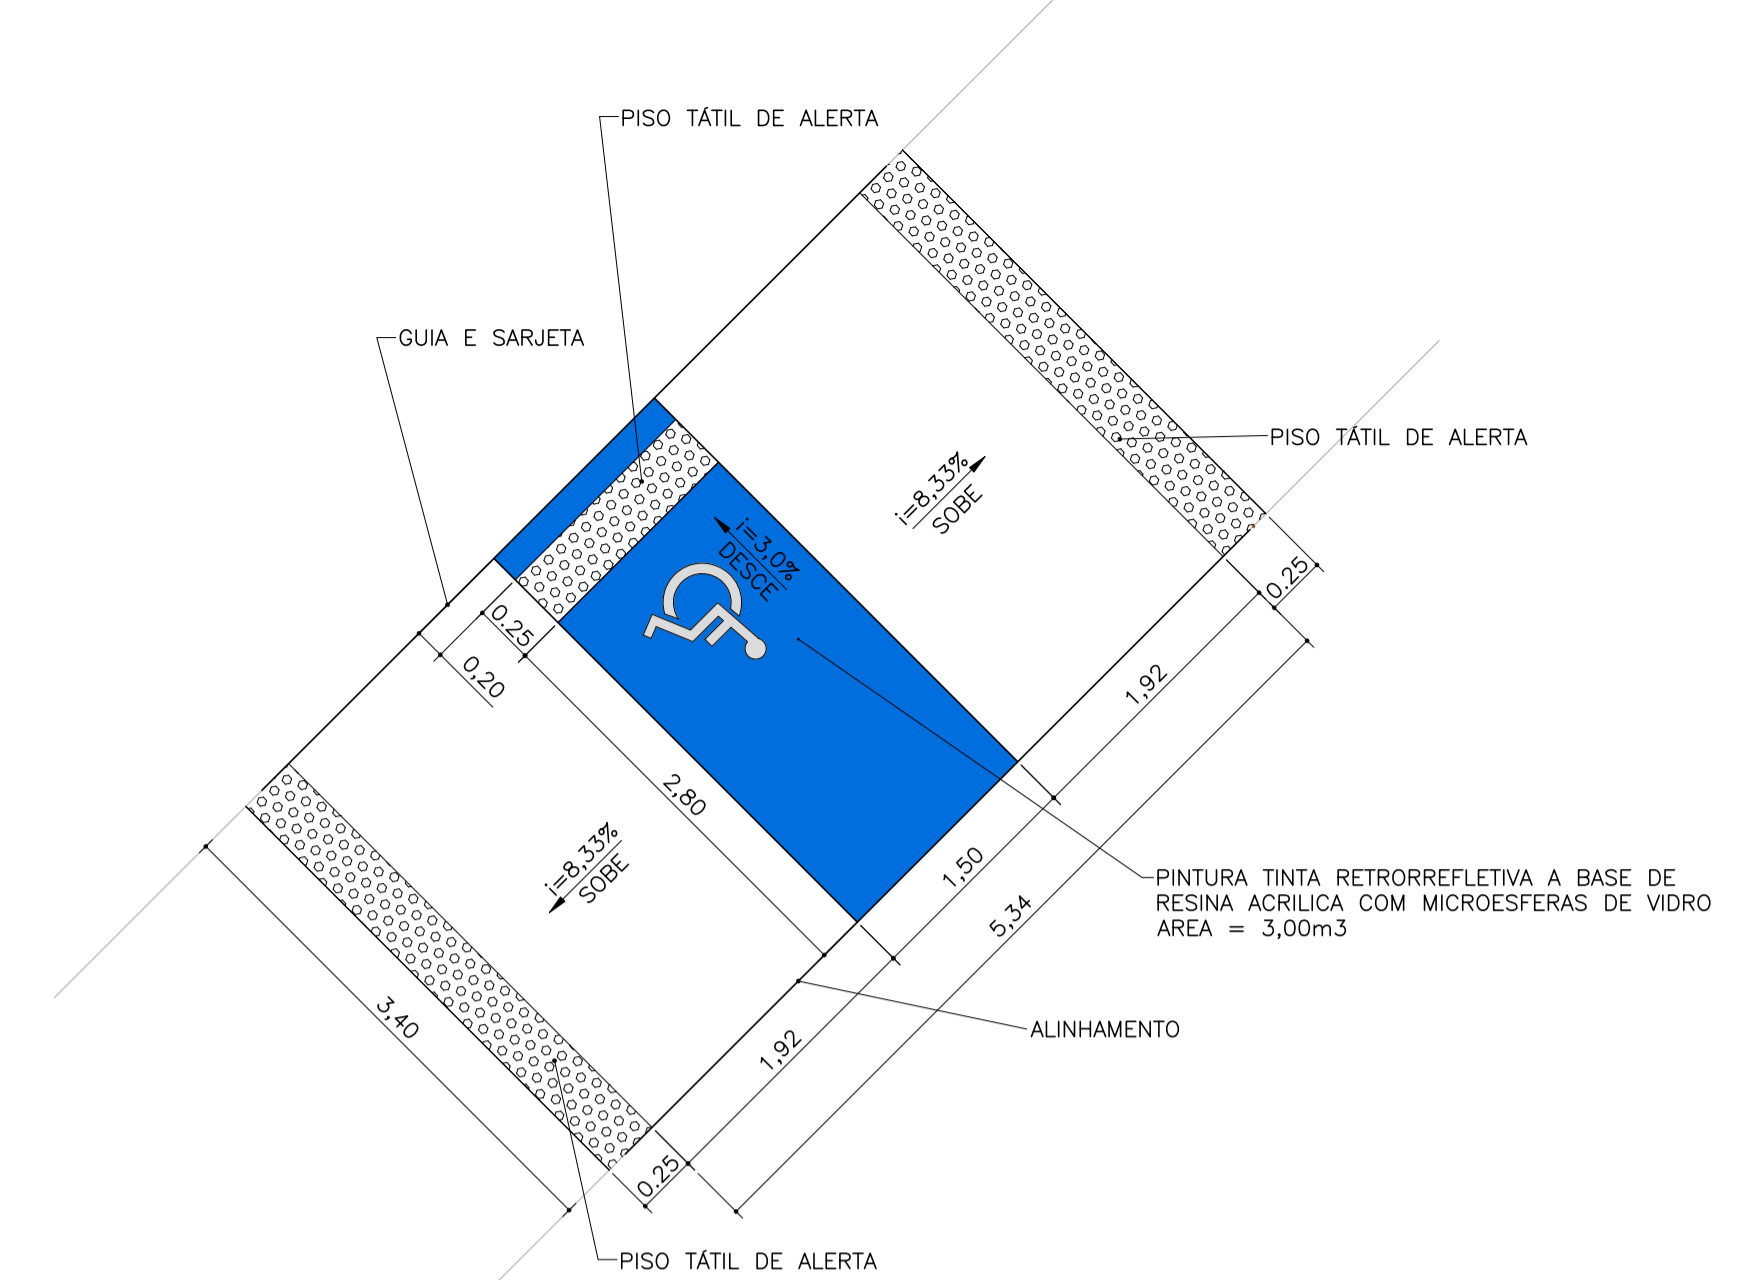 PISO TÁTIL DE ALERTA
GUIA E SARJETA
PISO TÁTIL DE ALERTA
i=8,33%
SOBE
i=3,0%
DESCE
0.25
0.25
0,20
1,92
2,80
1,50
5,34
i=8,33%
SOBE
PINTURA TINTA RETRORREFLETIVA A BASE DE
RESINA ACRILICA COM MICROESFERAS DE VIDRO
AREA = 3,00m3
3,40
1,92
ALINHAMENTO
0.25
PISO TÁTIL DE ALERTA